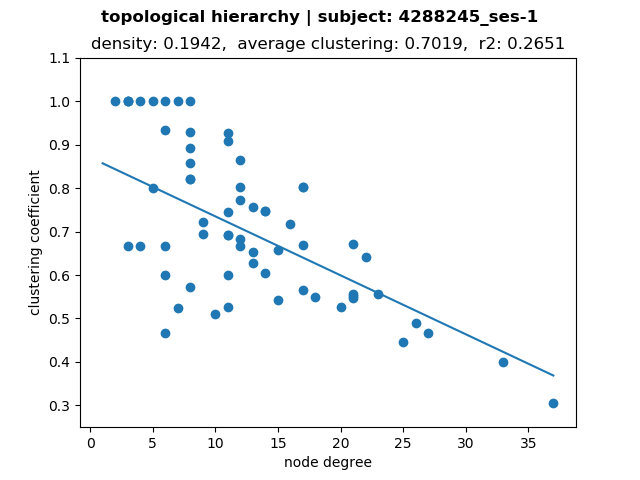 topological hierarchy | subject: 4288245_ses-1
density: 0.1942,  average clustering: 0.7019,  r2: 0.2651
1.1
1.0
0.9
0.8
0.7
0.6
0.5
0.4
0.3
clustering coefficient
0 5 10 15 20 25 30 35
node degree